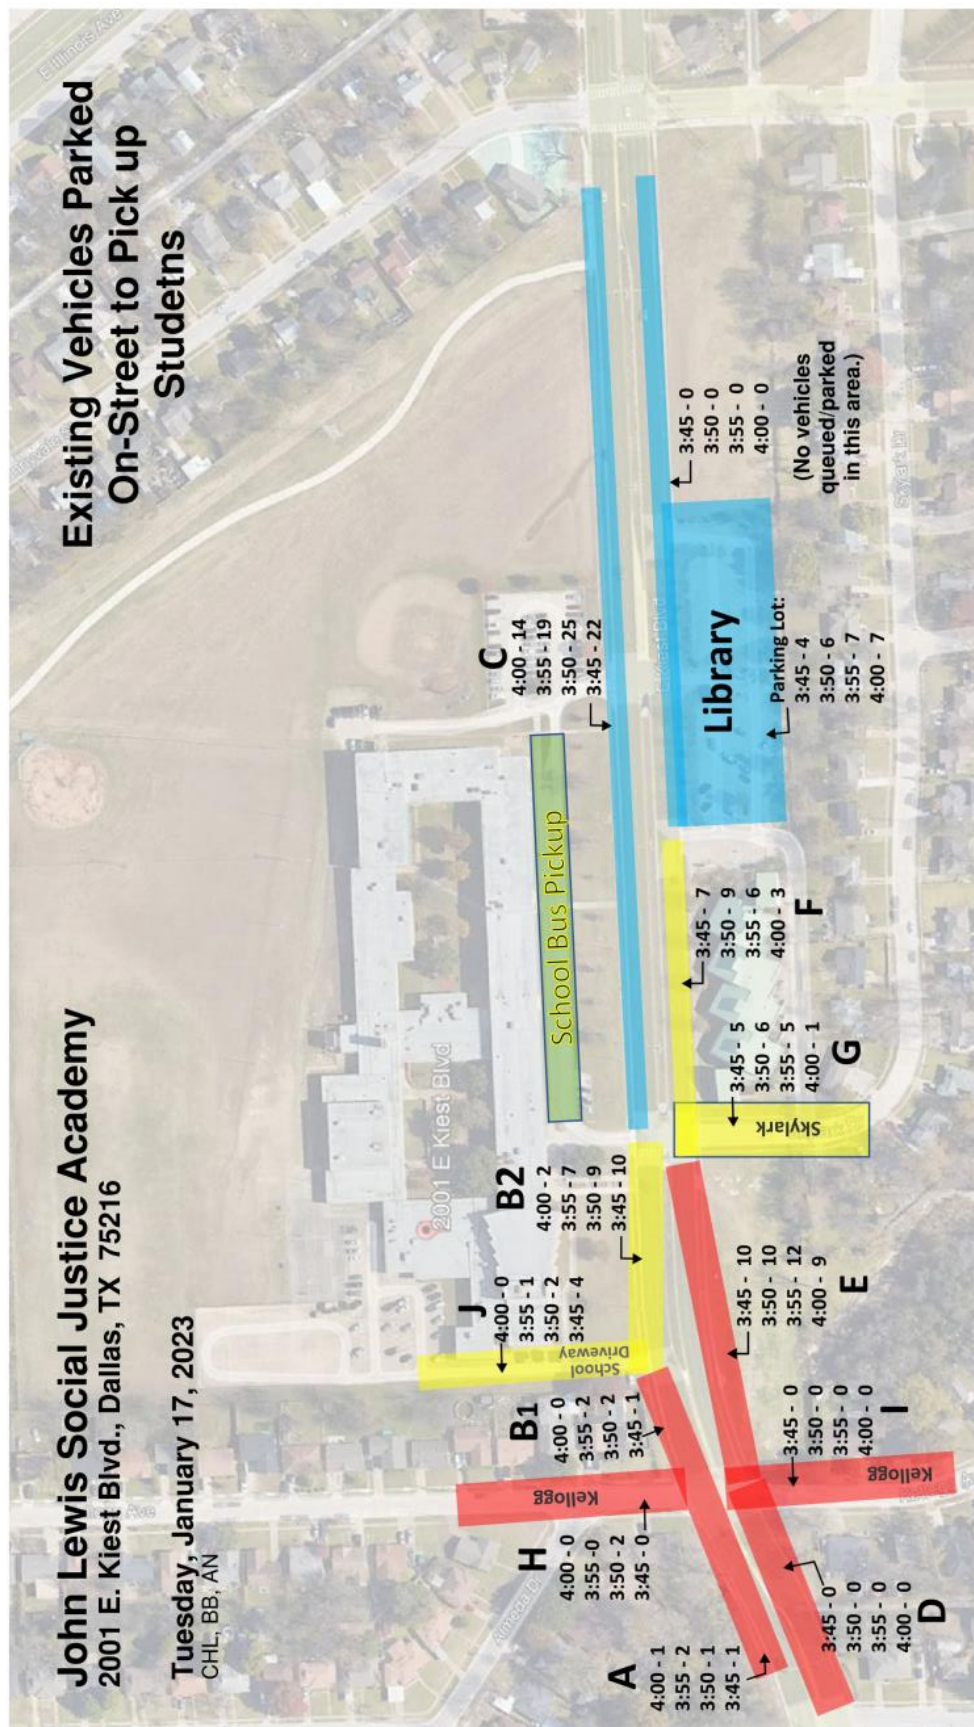 John Lewis Social Justice Academy
2001 E. Kiest Blvd., Dallas, TX 75216
Tuesday, January 17, 2023
CHL, BB, AN
Existing Vehicles Parked
On-Street to Pick up
Studetns
E Illinois Ave
2001 E Kiest Blvd
School Bus Pickup
H
4:00 - 0
3:55 -0
3:50 - 2
3:45 - 0
Kellogg
B1
4:00 - 0
3:55 - 2
3:50 - 2
3:45 - 1
J
4:00 - 0
3:55 - 1
3:50 - 2
3:45 - 4
School
Driveway
B2
4:00 - 2
3:55 - 7
3:50 - 9
3:45 - 10
C
4:00 - 14
3:55 - 19
3:50 - 25
3:45 - 22
A
4:00 - 1
3:55 - 2
3:50 - 1
3:45 - 1
3:45 - 0
3:50 - 0
3:55 - 0
4:00 - 0
D
Kellogg
3:45 - 0
3:50 - 0
3:55 - 0
4:00 - 0
I
3:45 - 10
3:50 - 10
3:55 - 12
4:00 - 9
E
Skylark
3:45 - 5
3:50 - 6
3:55 - 5
4:00 - 1
G
3:45 - 7
3:50 - 9
3:55 - 6
4:00 - 3
F
Library
Parking Lot:
3:45 - 4
3:50 - 6
3:55 - 7
4:00 - 7
3:45 - 0
3:50 - 0
3:55 - 0
4:00 - 0
(No vehicles
queued/parked
in this area.)
Skylark Dr